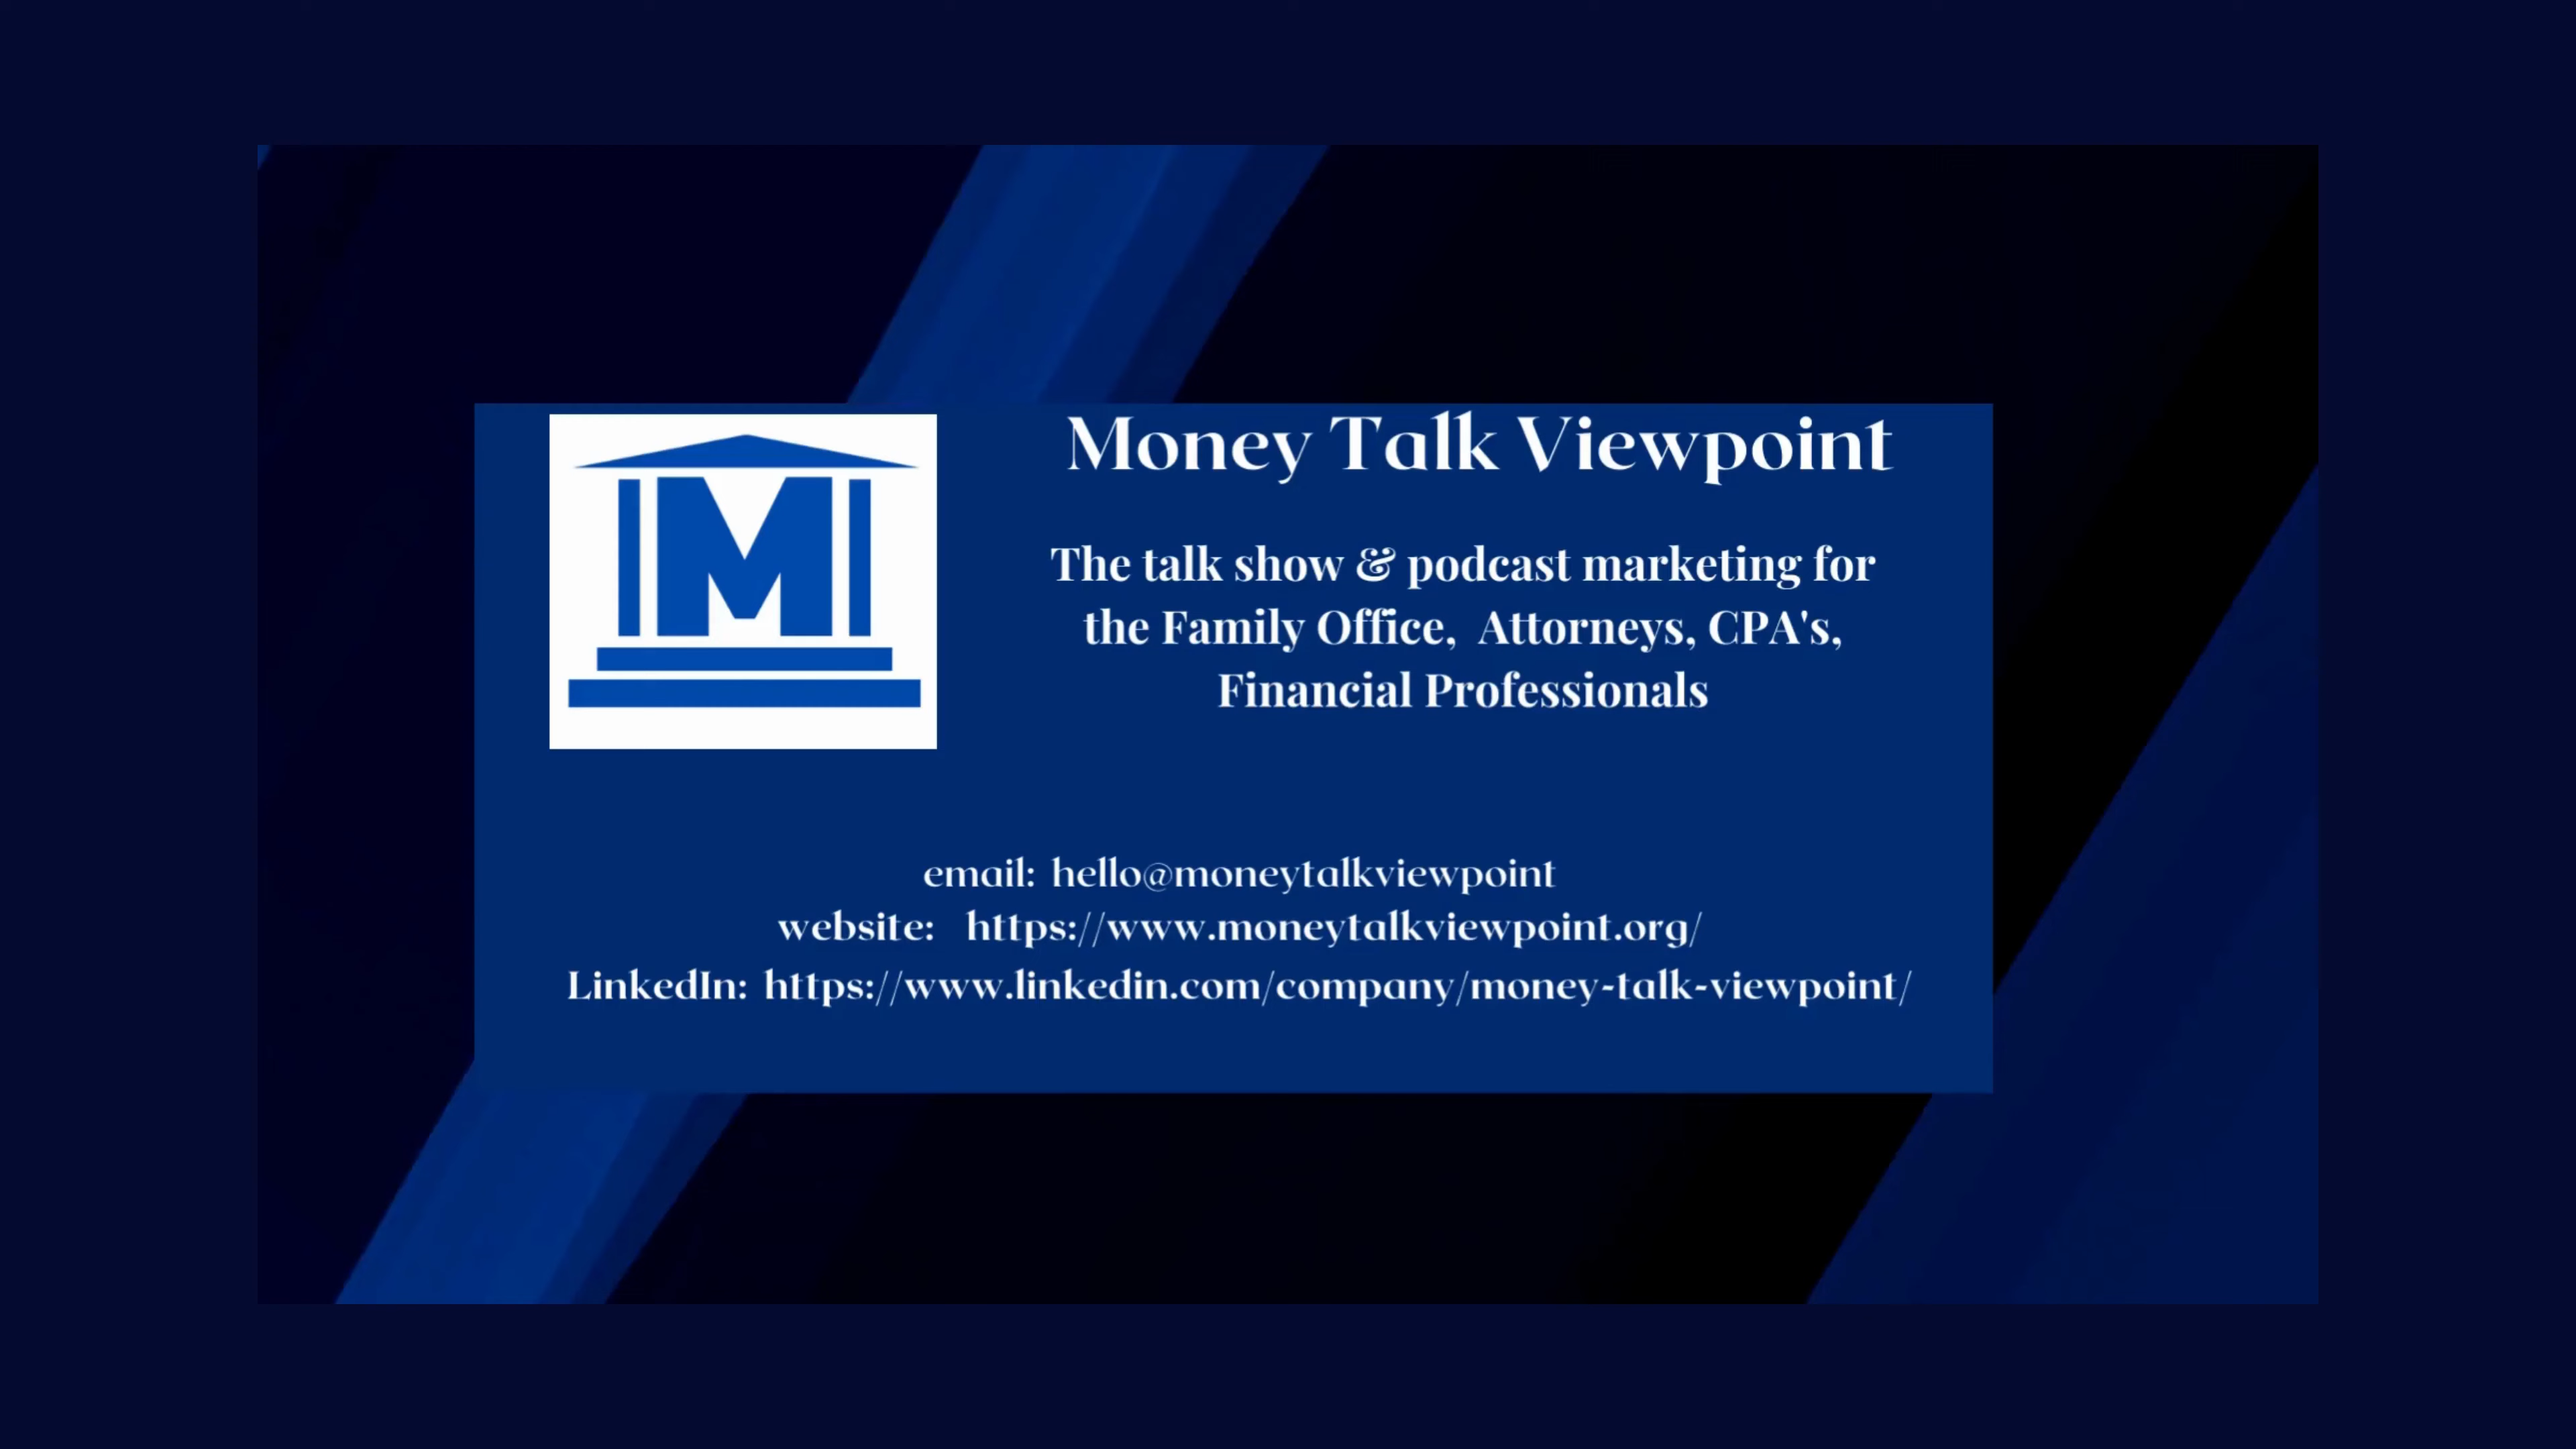 M
Money Talk Viewpoint
The talk show & podcast marketing for
the Family Office,  Attorneys, CPA's,
Financial Professionals
email: hello@moneytalkviewpoint
website:  https://www.moneytalkviewpoint.org/
LinkedIn: https://www.linkedin.com/company/money-talk-viewpoint/